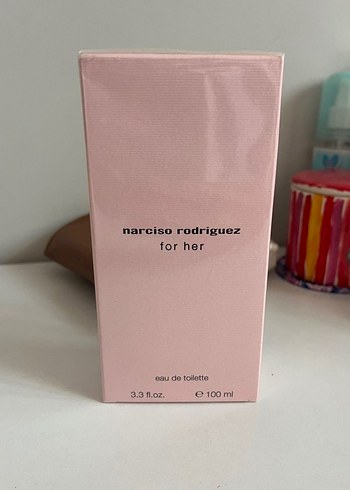 narciso rodriguez
for her
eau de toilette
3.3 fl.oz. ℮ 100 ml